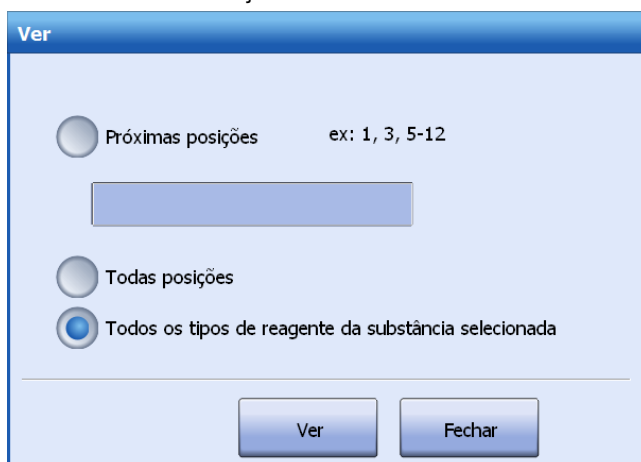 Ver
Próximas posições ex: 1, 3, 5-12
Todas posições
Todos os tipos de reagente da substância selecionada
Ver Fechar